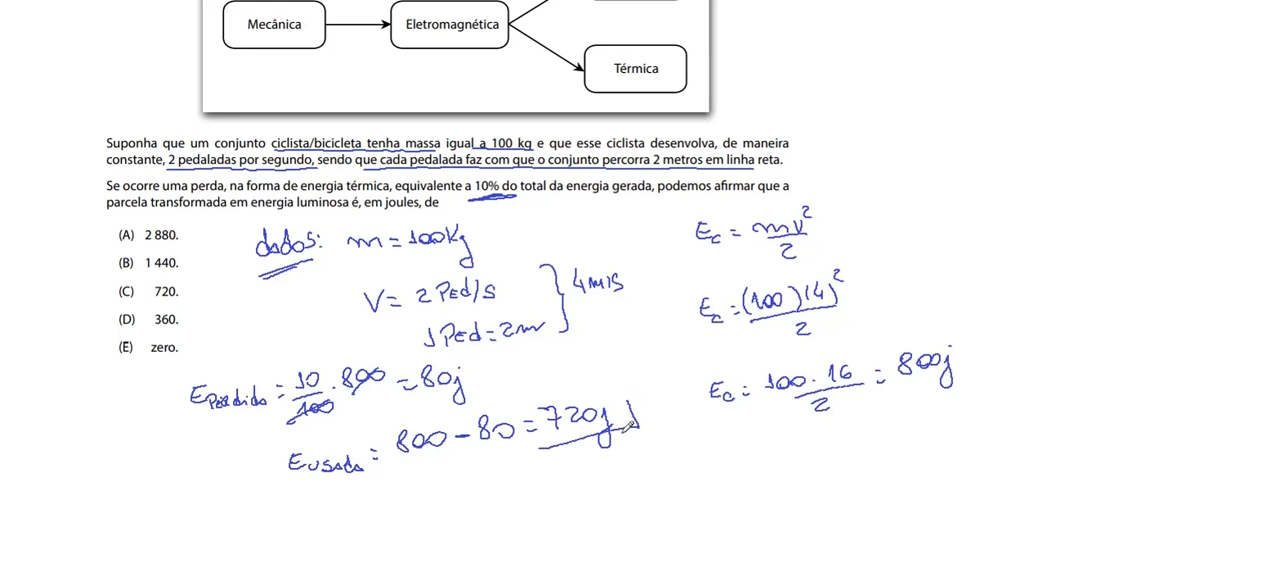 Mecânica
Eletromagnética
Térmica
Suponha que um conjunto ciclista/bicicleta tenha massa igual a 100 kg e que esse ciclista desenvolva, de maneira
constante, 2 pedaladas por segundo, sendo que cada pedalada faz com que o conjunto percorra 2 metros em linha reta.
Se ocorre uma perda, na forma de energia térmica, equivalente a 10% do total da energia gerada, podemos afirmar que a
parcela transformada em energia luminosa é, em joules, de
(A) 2 880.
(B) 1 440.
(C) 720.
(D) 360.
(E) zero.
dados: m = 100Kg
V = 2 Ped/s
1 Ped = 2m
4 m/s
Ec = mv²/2
Ec = (100)(4)²/2
Ec = 100 . 16/2 = 800j
EPerdido = 10/100 . 800 = 80j
Eusada = 800 - 80 = 720j